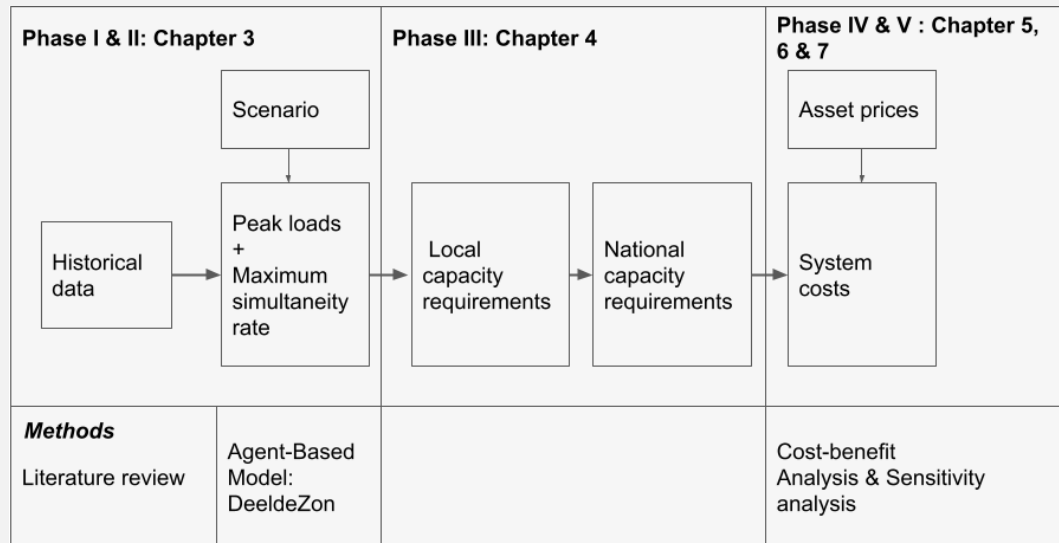 Phase I & II: Chapter 3
Scenario
Historical
data
Peak loads
+
Maximum
simultaneity
rate
Phase III: Chapter 4
Local
capacity
requirements
National
capacity
requirements
Phase IV & V : Chapter 5,
6 & 7
Asset prices
System
costs
Methods
Literature review
Agent-Based
Model:
DeeldeZon
Cost-benefit
Analysis & Sensitivity
analysis